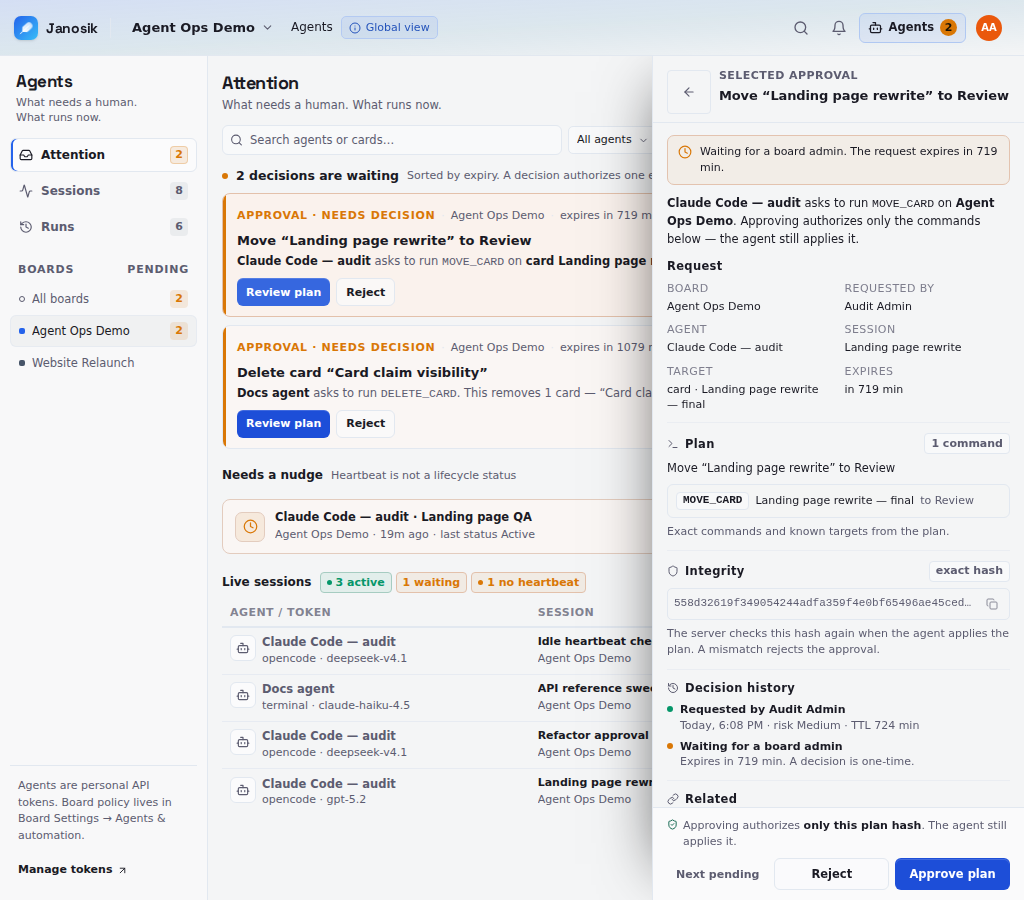 Janosik
Agent Ops Demo
Agents
Global view
Agents 2
AA
Agents
What needs a human.
What runs now.
Attention 2
Sessions 8
Runs 6
BOARDS PENDING
All boards 2
Agent Ops Demo 2
Website Relaunch
Agents are personal API
tokens. Board policy lives in
Board Settings → Agents &
automation.
Manage tokens
Attention
What needs a human. What runs now.
Search agents or cards…
All agents
2 decisions are waiting Sorted by expiry. A decision authorizes one
APPROVAL · NEEDS DECISION Agent Ops Demo · expires in 719 m
Move “Landing page rewrite” to Review
Claude Code — audit asks to run MOVE_CARD on card Landing page
Review plan
Reject
APPROVAL · NEEDS DECISION Agent Ops Demo · expires in 1079
Delete card “Card claim visibility”
Docs agent asks to run DELETE_CARD. This removes 1 card — “Card cla
Review plan
Reject
Needs a nudge Heartbeat is not a lifecycle status
Claude Code — audit · Landing page QA
Agent Ops Demo · 19m ago · last status Active
Live sessions 3 active 1 waiting 1 no heartbeat
AGENT / TOKEN SESSION
Claude Code — audit Idle heartbeat che
opencode · deepseek-v4.1 Agent Ops Demo
Docs agent API reference swee
terminal · claude-haiku-4.5 Agent Ops Demo
Claude Code — audit Refactor approval
opencode · deepseek-v4.1 Agent Ops Demo
Claude Code — audit Landing page rewr
opencode · gpt-5.2 Agent Ops Demo
SELECTED APPROVAL
Move “Landing page rewrite” to Review
Waiting for a board admin. The request expires in 719
min.
Claude Code — audit asks to run MOVE_CARD on Agent
Ops Demo. Approving authorizes only the commands
below — the agent still applies it.
Request
BOARD REQUESTED BY
Agent Ops Demo Audit Admin
AGENT SESSION
Claude Code — audit Landing page rewrite
TARGET EXPIRES
card · Landing page rewrite in 719 min
— final
Plan 1 command
Move “Landing page rewrite” to Review
MOVE_CARD Landing page rewrite — final to Review
Exact commands and known targets from the plan.
Integrity exact hash
558d32619f349054244adfa359f4e0bf65496ae45ced…
The server checks this hash again when the agent applies the
plan. A mismatch rejects the approval.
Decision history
Requested by Audit Admin
Today, 6:08 PM · risk Medium · TTL 724 min
Waiting for a board admin
Expires in 719 min. A decision is one-time.
Related
Approving authorizes only this plan hash. The agent still
applies it.
Next pending
Reject
Approve plan